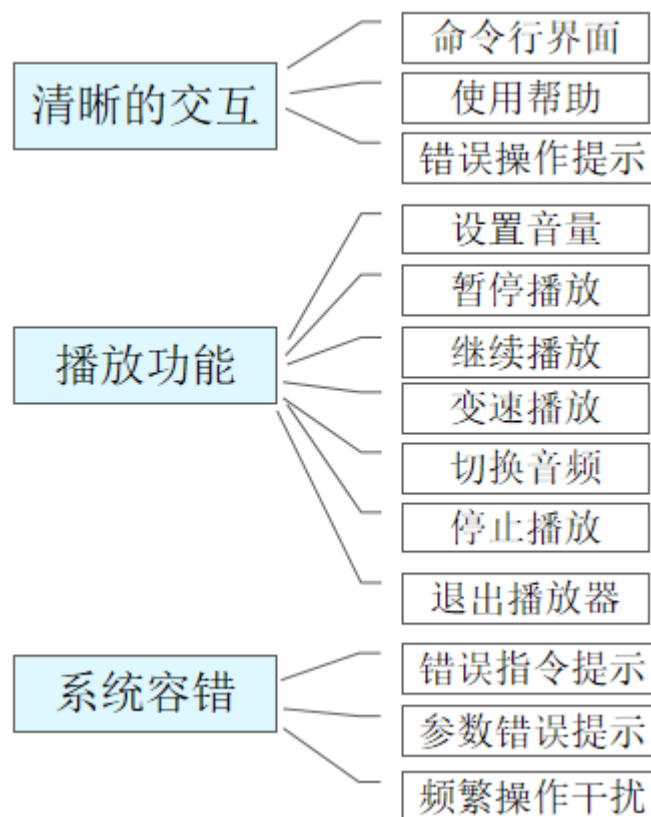 清晰的交互
命令行界面
使用帮助
错误操作提示
播放功能
设置音量
暂停播放
继续播放
变速播放
切换音频
停止播放
退出播放器
系统容错
错误指令提示
参数错误提示
频繁操作干扰